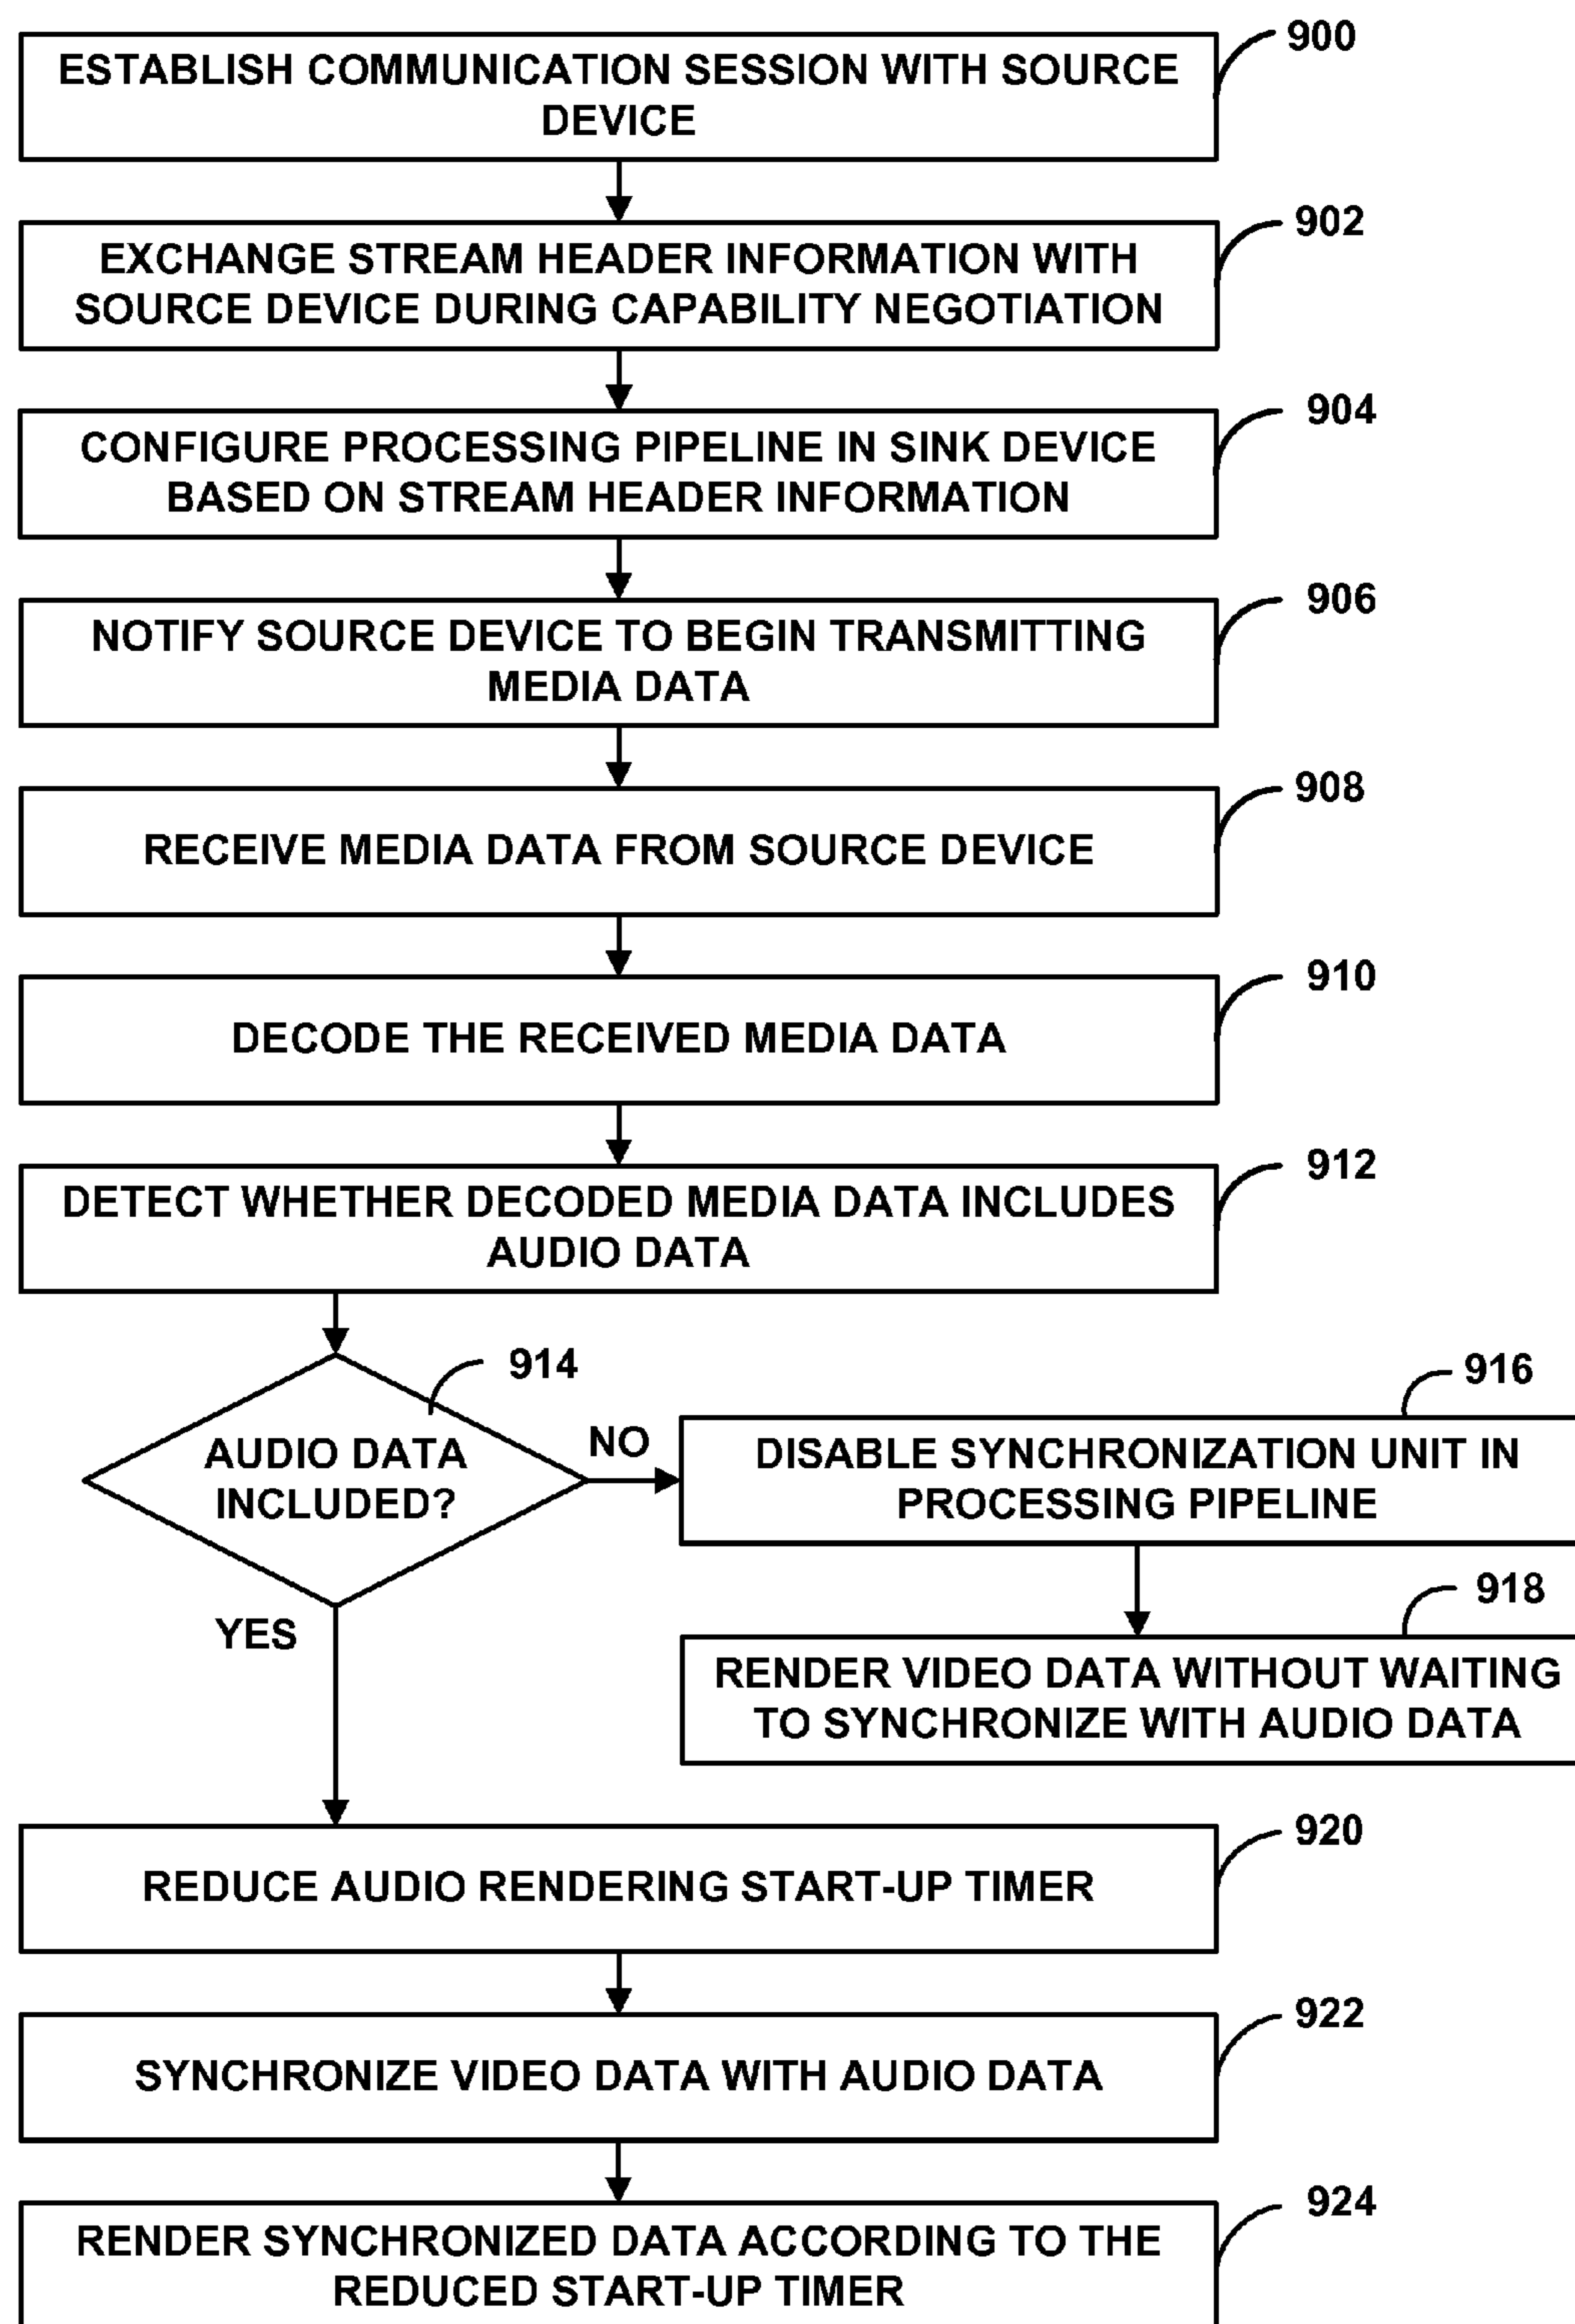 900
ESTABLISH COMMUNICATION SESSION WITH SOURCE
DEVICE
902
EXCHANGE STREAM HEADER INFORMATION WITH
SOURCE DEVICE DURING CAPABILITY NEGOTIATION
904
CONFIGURE PROCESSING PIPELINE IN SINK DEVICE
BASED ON STREAM HEADER INFORMATION
906
NOTIFY SOURCE DEVICE TO BEGIN TRANSMITTING
MEDIA DATA
908
RECEIVE MEDIA DATA FROM SOURCE DEVICE
910
DECODE THE RECEIVED MEDIA DATA
912
DETECT WHETHER DECODED MEDIA DATA INCLUDES
AUDIO DATA
914
AUDIO DATA
INCLUDED?
NO
916
DISABLE SYNCHRONIZATION UNIT IN
PROCESSING PIPELINE
918
RENDER VIDEO DATA WITHOUT WAITING
TO SYNCHRONIZE WITH AUDIO DATA
YES
920
REDUCE AUDIO RENDERING START-UP TIMER
922
SYNCHRONIZE VIDEO DATA WITH AUDIO DATA
924
RENDER SYNCHRONIZED DATA ACCORDING TO THE
REDUCED START-UP TIMER